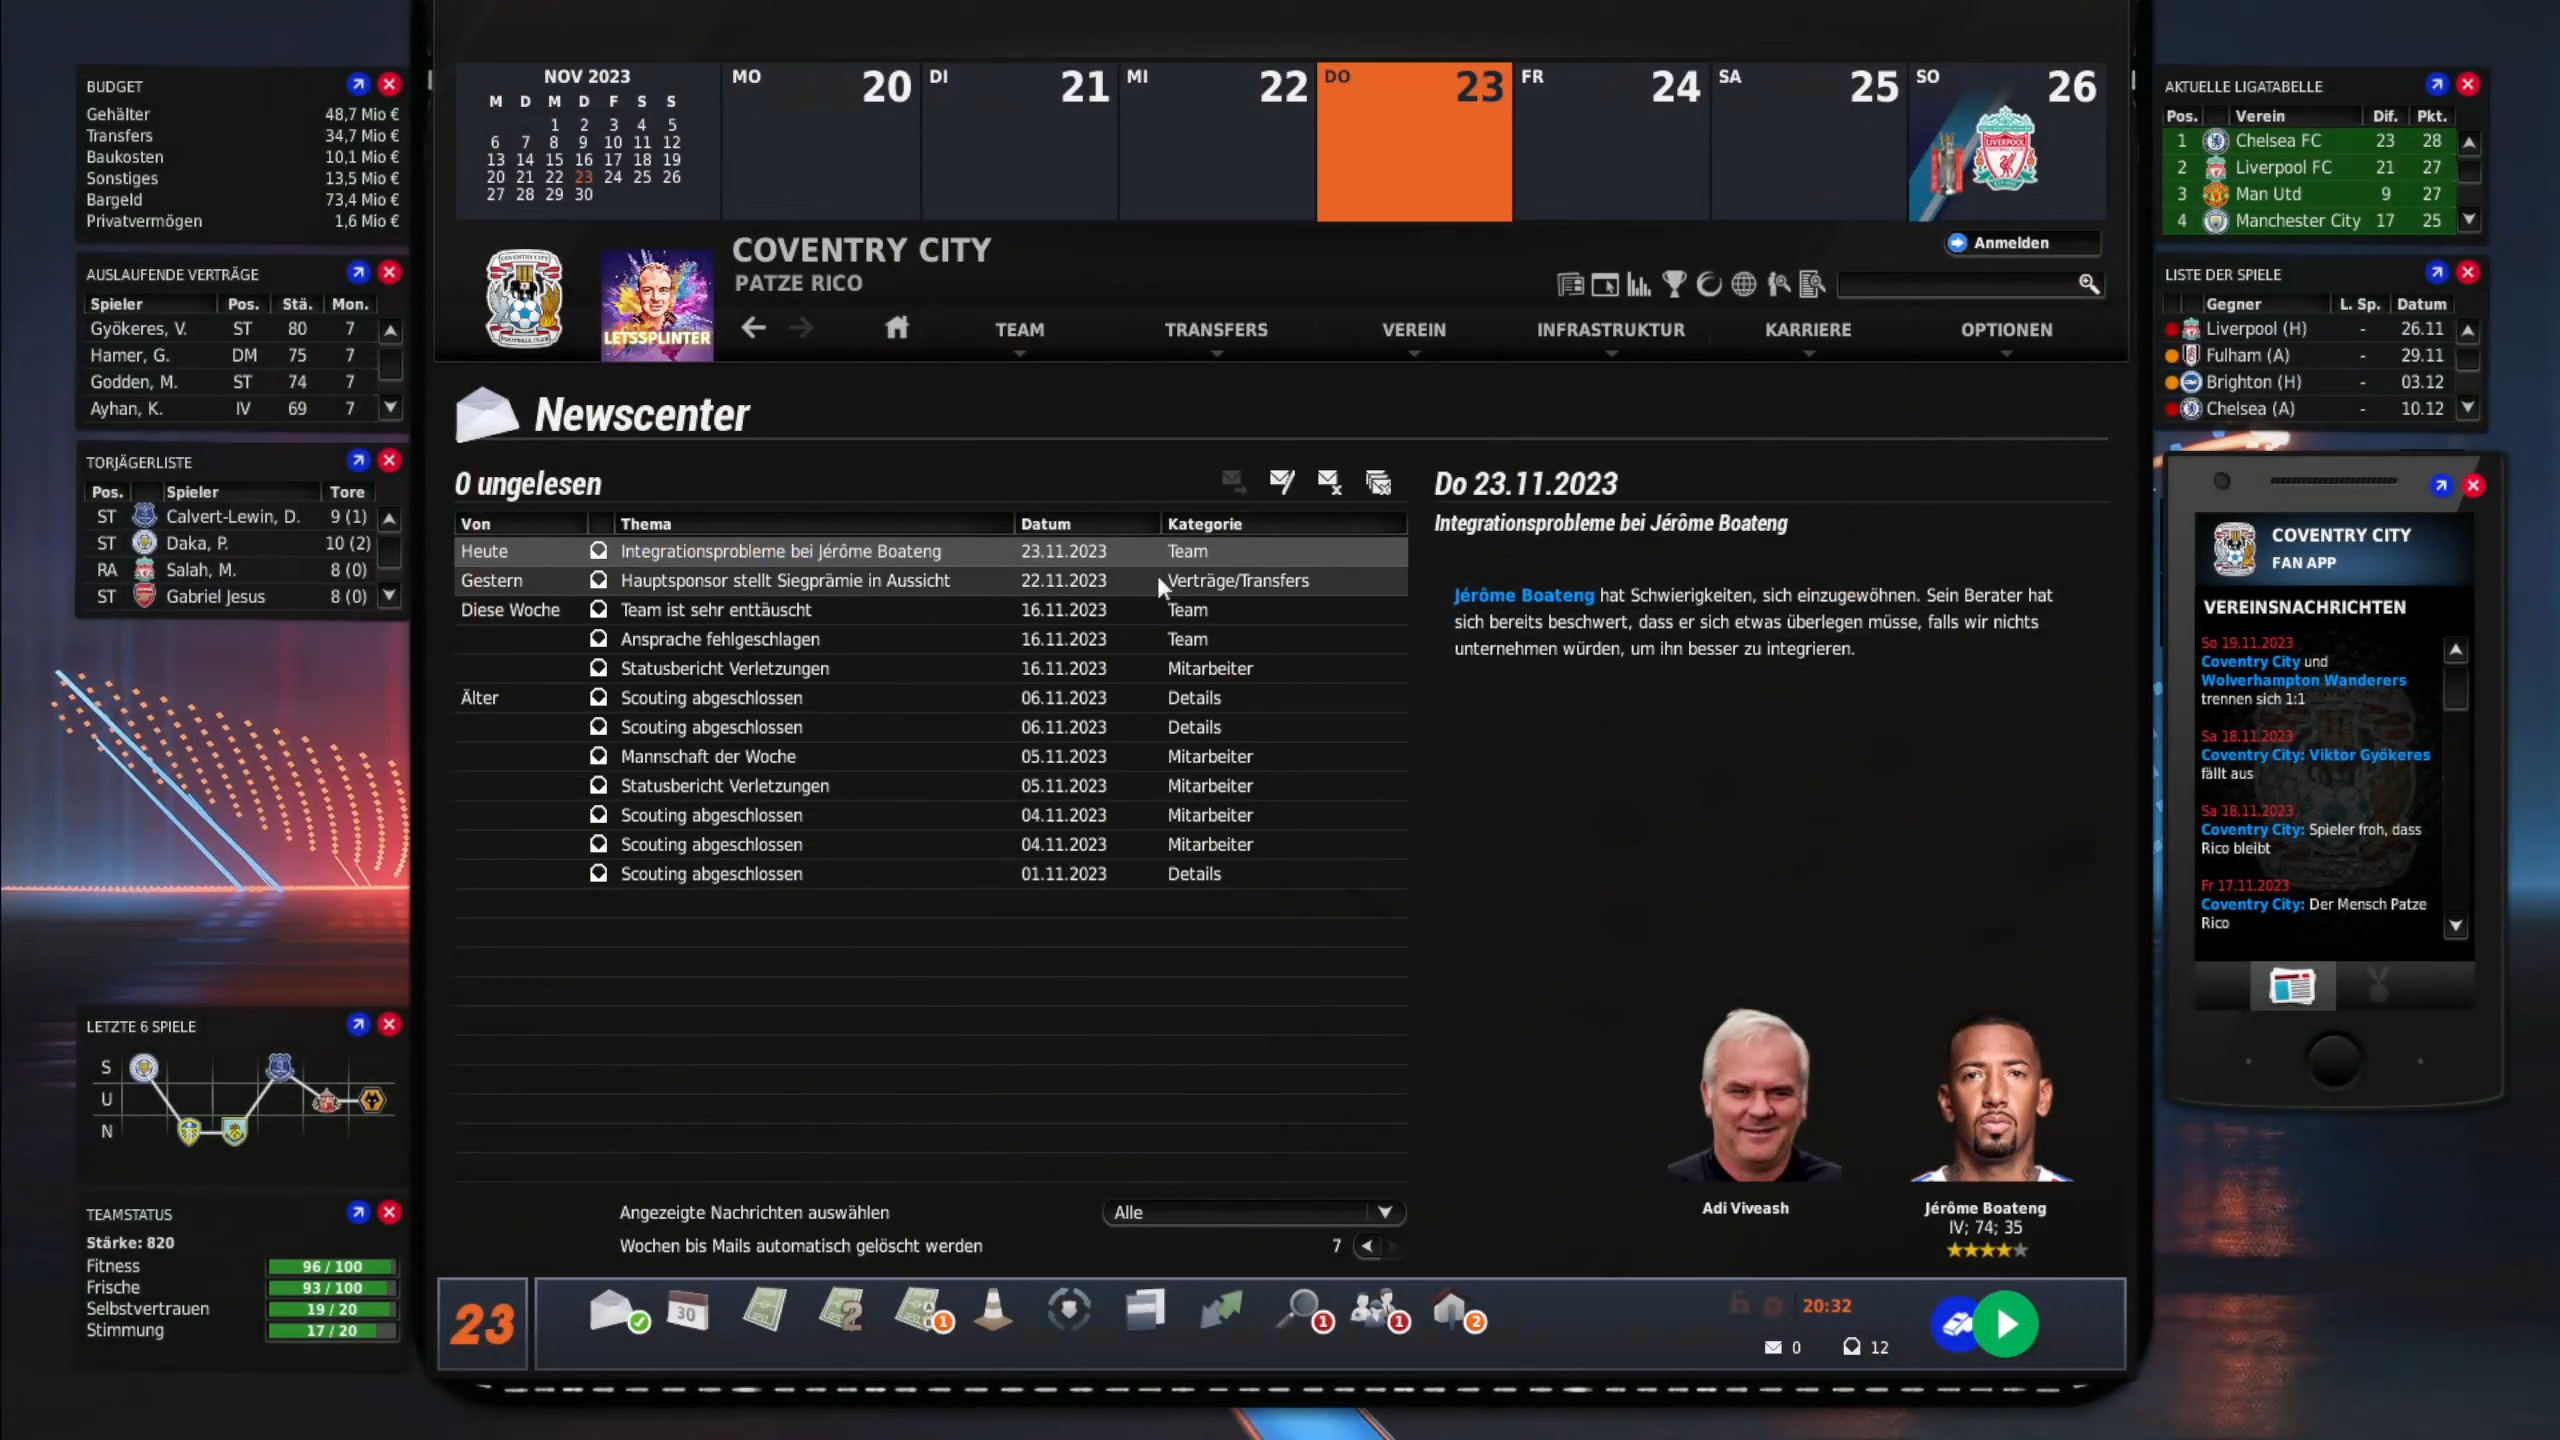 BUDGET
Gehälter 48,7 Mio €
Transfers 34,7 Mio €
Baukosten 10,1 Mio €
Sonstiges 13,5 Mio €
Bargeld 73,4 Mio €
Privatvermögen 1,6 Mio €
AUSLAUFENDE VERTRÄGE
Spieler Pos. Stä. Mon.
Gyökeres, V. ST 80 7
Hamer, G. DM 75 7
Godden, M. ST 74 7
Ayhan, K. IV 69 7
TORJÄGERLISTE
Pos. Spieler Tore
ST Calvert-Lewin, D. 9 (1)
ST Daka, P. 10 (2)
RA Salah, M. 8 (0)
ST Gabriel Jesus 8 (0)
LETZTE 6 SPIELE
S
U
N
TEAMSTATUS
Stärke: 820
Fitness 96 / 100
Frische 93 / 100
Selbstvertrauen 19 / 20
Stimmung 17 / 20
NOV 2023
M D M D F S S
1 2 3 4 5
6 7 8 9 10 11 12
13 14 15 16 17 18 19
20 21 22 23 24 25 26
27 28 29 30
MO 20
DI 21
MI 22
DO 23
FR 24
SA 25
SO 26
COVENTRY CITY
PATZE RICO
LETSSPLINTER
Anmelden
TEAM TRANSFERS VEREIN INFRASTRUKTUR KARRIERE OPTIONEN
Newscenter
0 ungelesen
Von Thema Datum Kategorie
Heute Integrationsprobleme bei Jérôme Boateng 23.11.2023 Team
Gestern Hauptsponsor stellt Siegprämie in Aussicht 22.11.2023 Verträge/Transfers
Diese Woche Team ist sehr enttäuscht 16.11.2023 Team
Ansprache fehlgeschlagen 16.11.2023 Team
Statusbericht Verletzungen 16.11.2023 Mitarbeiter
Älter Scouting abgeschlossen 06.11.2023 Details
Scouting abgeschlossen 06.11.2023 Details
Mannschaft der Woche 05.11.2023 Mitarbeiter
Statusbericht Verletzungen 05.11.2023 Mitarbeiter
Scouting abgeschlossen 04.11.2023 Mitarbeiter
Scouting abgeschlossen 04.11.2023 Mitarbeiter
Scouting abgeschlossen 01.11.2023 Details
Angezeigte Nachrichten auswählen Alle
Wochen bis Mails automatisch gelöscht werden 7
Do 23.11.2023
Integrationsprobleme bei Jérôme Boateng
Jérôme Boateng hat Schwierigkeiten, sich einzugewöhnen. Sein Berater hat
sich bereits beschwert, dass er sich etwas überlegen müsse, falls wir nichts
unternehmen würden, um ihn besser zu integrieren.
Adi Viveash
Jérôme Boateng
IV; 74; 35
23
30
2
1
1
1
2
20:32
0 12
AKTUELLE LIGATABELLE
Pos. Verein Dif. Pkt.
1 Chelsea FC 23 28
2 Liverpool FC 21 27
3 Man Utd 9 27
4 Manchester City 17 25
LISTE DER SPIELE
Gegner L. Sp. Datum
Liverpool (H) - 26.11
Fulham (A) - 29.11
Brighton (H) - 03.12
Chelsea (A) - 10.12
COVENTRY CITY
FAN APP
VEREINSNACHRICHTEN
So 19.11.2023
Coventry City und
Wolverhampton Wanderers
trennen sich 1:1
Sa 18.11.2023
Coventry City: Viktor Gyökeres
fällt aus
Sa 18.11.2023
Coventry City: Spieler froh, dass
Rico bleibt
Fr 17.11.2023
Coventry City: Der Mensch Patze
Rico